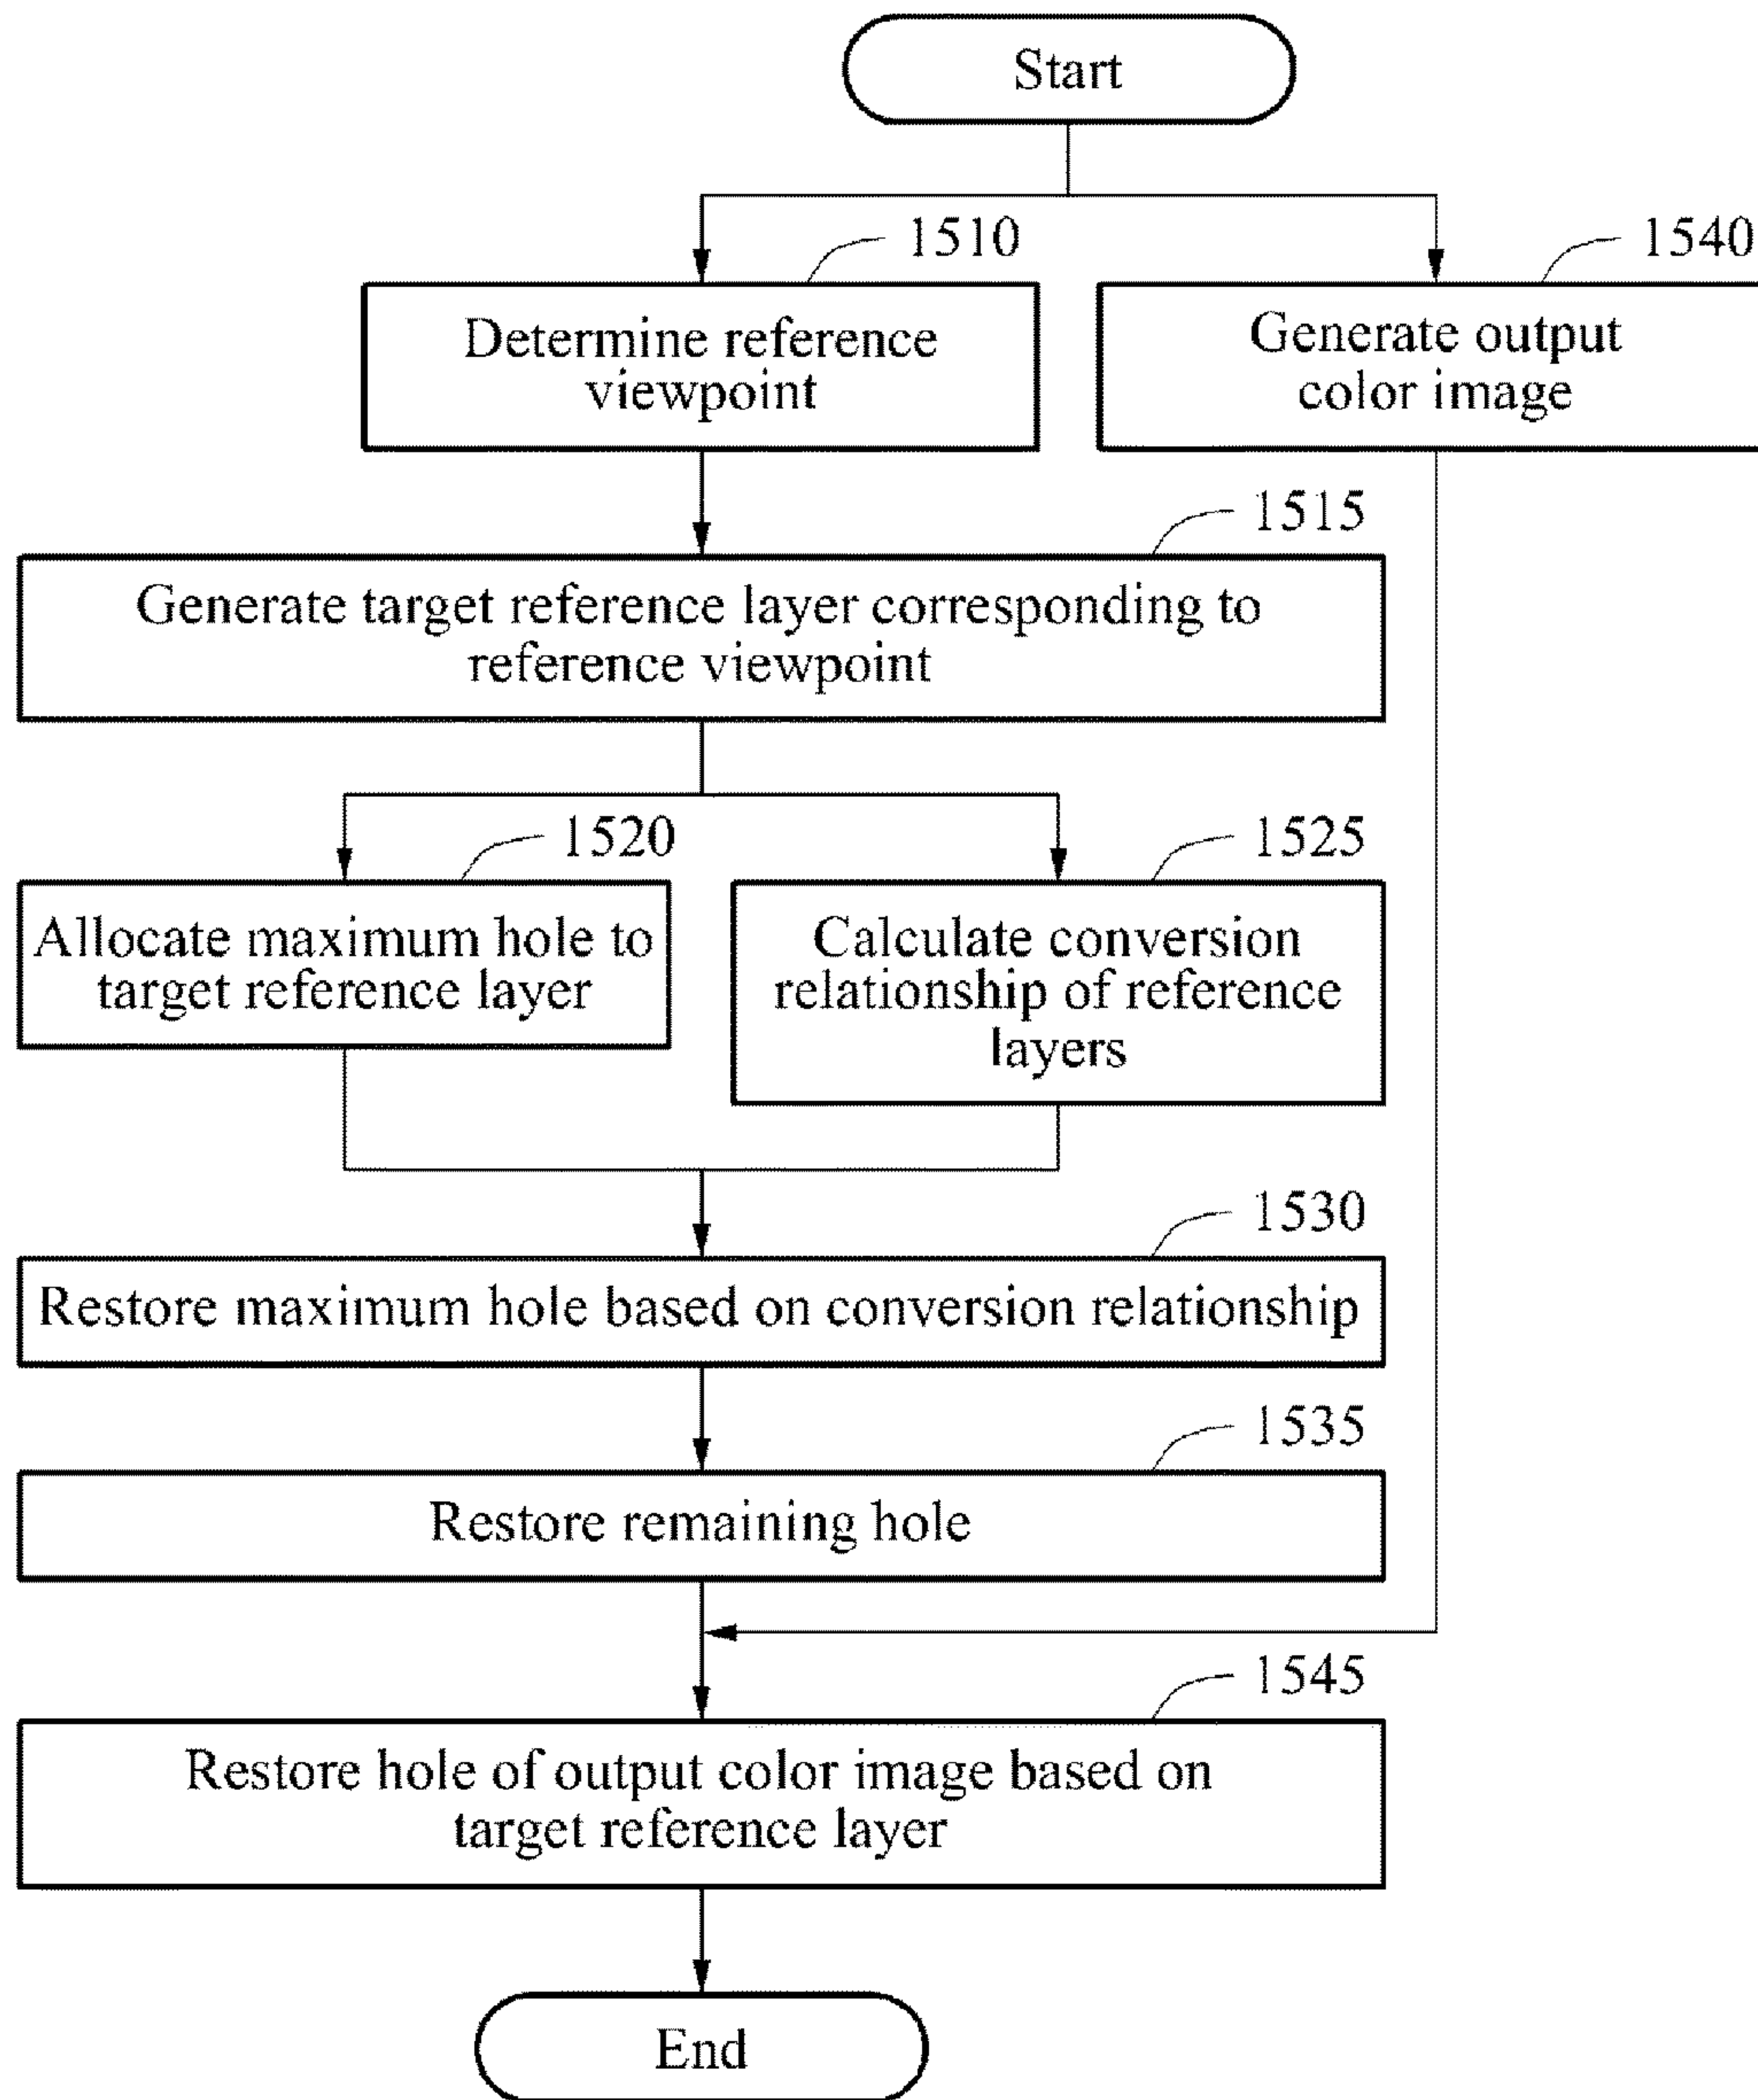 Start
1510
Determine reference
viewpoint
1540
Generate output
color image
1515
Generate target reference layer corresponding to
reference viewpoint
1520
Allocate maximum hole to
target reference layer
1525
Calculate conversion
relationship of reference
layers
1530
Restore maximum hole based on conversion relationship
1535
Restore remaining hole
1545
Restore hole of output color image based on
target reference layer
End